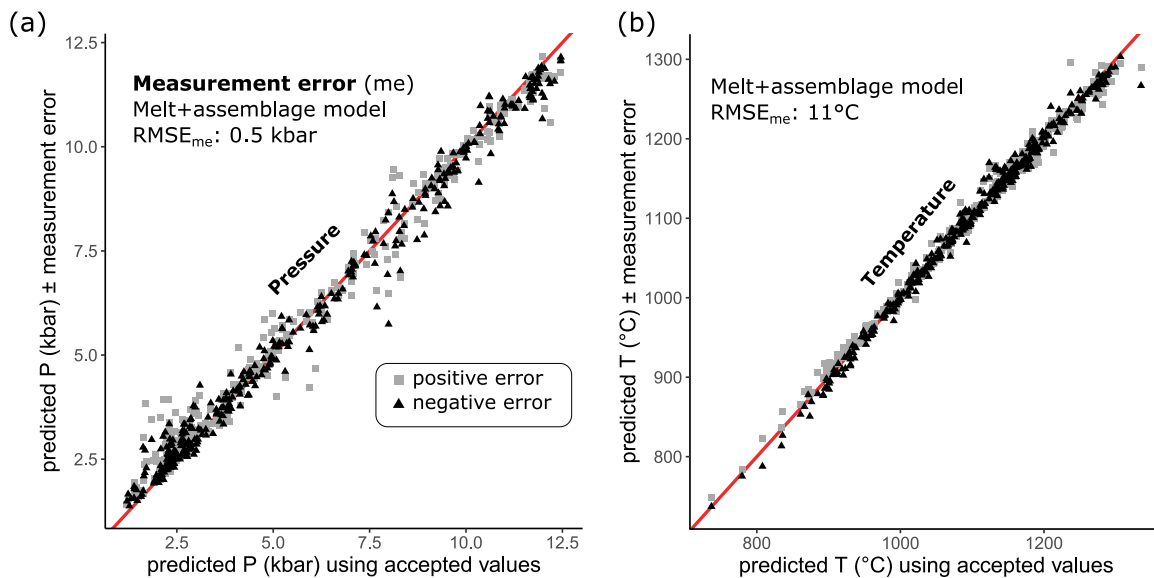 (a)
12.5
10.0
7.5
5.0
2.5
predicted P (kbar) ± measurement error
Measurement error (me)
Melt+assemblage model
RMSEme: 0.5 kbar
Pressure
positive error
negative error
2.5 5.0 7.5 10.0 12.5
predicted P (kbar) using accepted values
(b)
1300
1200
1100
1000
900
800
predicted T (°C) ± measurement error
Melt+assemblage model
RMSEme: 11°C
Temperature
800 1000 1200
predicted T (°C) using accepted values